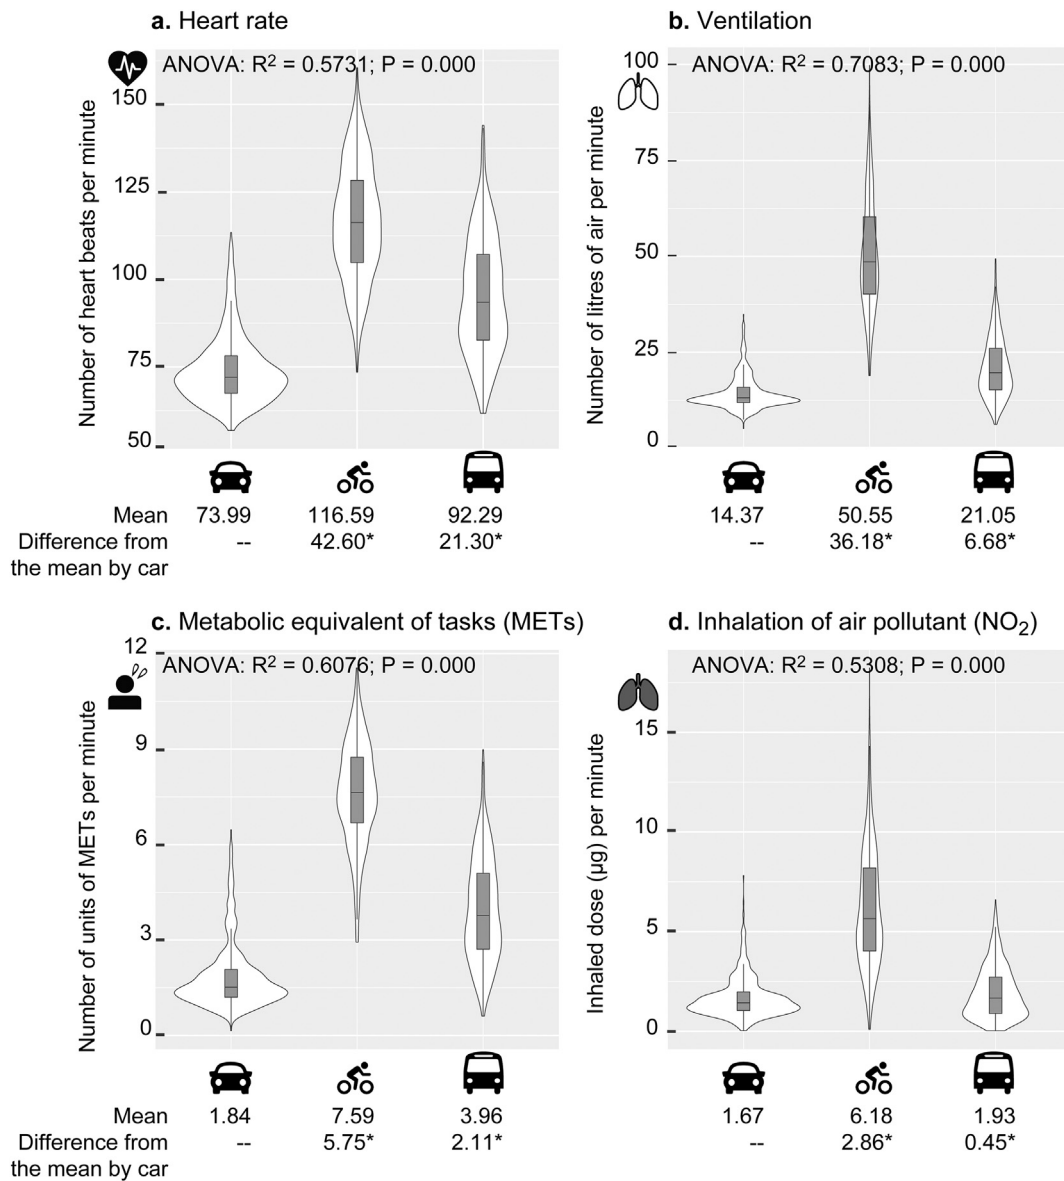 a. Heart rate
ANOVA: R2 = 0.5731; P = 0.000
Number of heart beats per minute
150
125
100
75
50
Mean 73.99 116.59 92.29
Difference from -- 42.60* 21.30*
the mean by car
b. Ventilation
ANOVA: R2 = 0.7083; P = 0.000
Number of litres of air per minute
100
75
50
25
0
14.37 50.55 21.05
-- 36.18* 6.68*
c. Metabolic equivalent of tasks (METs)
ANOVA: R2 = 0.6076; P = 0.000
Number of units of METs per minute
12
9
6
3
0
Mean 1.84 7.59 3.96
Difference from -- 5.75* 2.11*
the mean by car
d. Inhalation of air pollutant (NO2)
ANOVA: R2 = 0.5308; P = 0.000
Inhaled dose (µg) per minute
15
10
5
0
1.67 6.18 1.93
-- 2.86* 0.45*